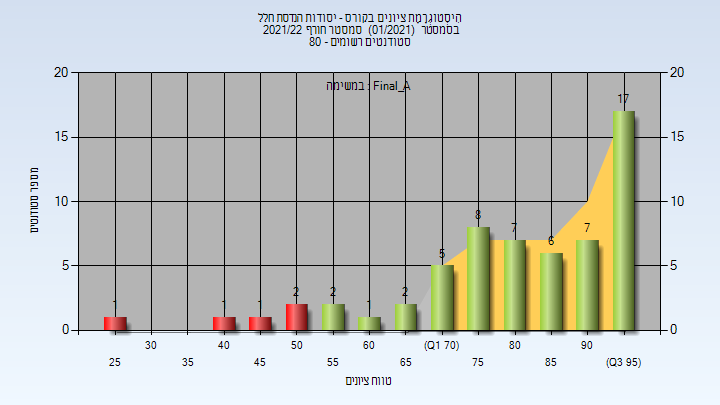 היסטוגרמת ציונים בקורס - יסודות הנדסת חלל
בסמסטר (01/2021) סמסטר חורף 2021/22
סטודנטים רשומים - 80
במשימה : Final_A
20 20
15 15
10 10
5 5
0 0
מספר סטודנטים
1 1 1 2 2 1 2 5 8 7 6 7 17
30 40 50 60 (Q1 70) 80 90
25 35 45 55 65 75 85 (Q3 95)
טווח ציונים